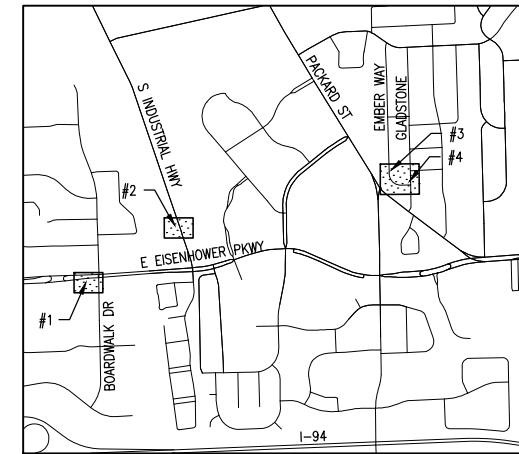 S INDUSTRIAL HWY
PACKARD ST
EMBER WAY
GLADSTONE
#3
#4
#2
E EISENHOWER PKWY
#1
BOARDWALK DR
I-94